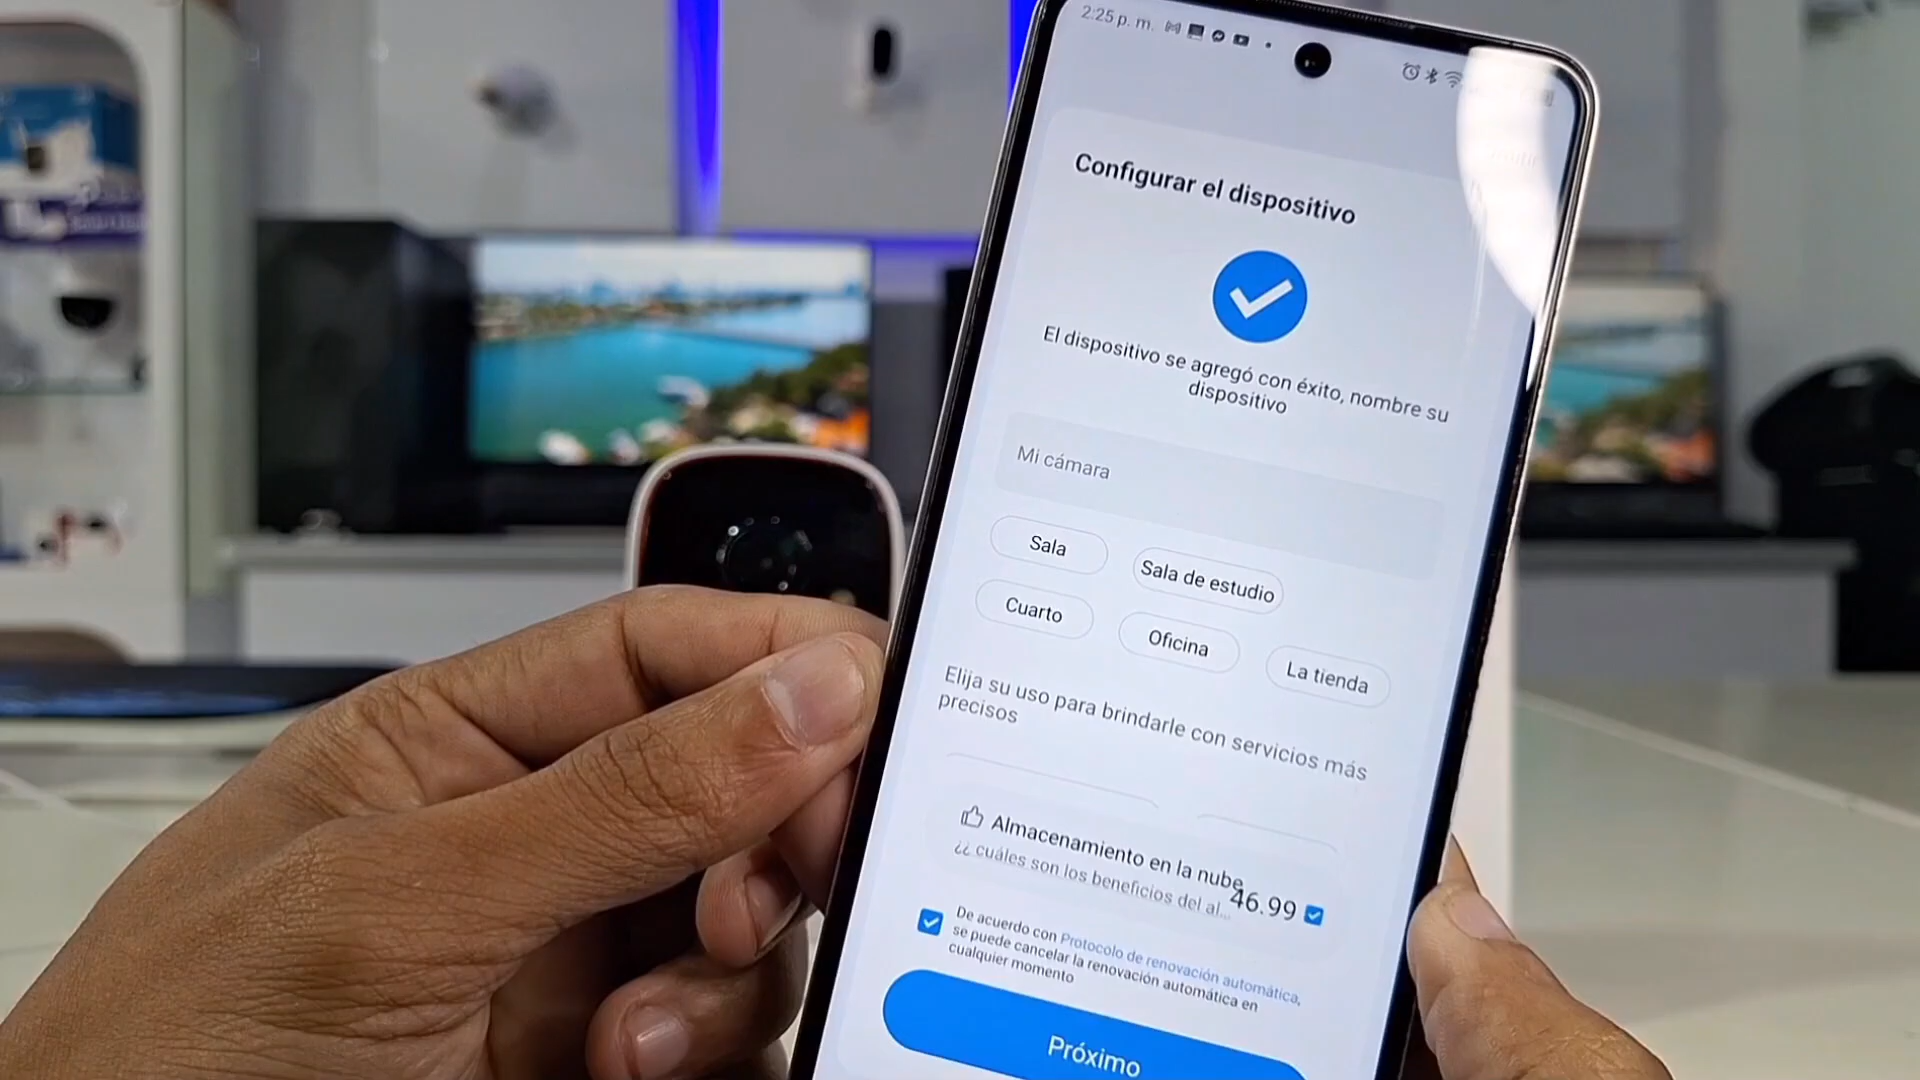 2:25 p. m.
Configurar el dispositivo
El dispositivo se agregó con éxito, nombre su
dispositivo
Mi cámara
Sala
Sala de estudio
Cuarto
Oficina
La tienda
Elija su uso para brindarle con servicios más
precisos
Almacenamiento en la nube
¿¿ cuáles son los beneficios del al...
46.99
De acuerdo con Protocolo de renovación automática,
se puede cancelar la renovación automática en
cualquier momento
Próximo